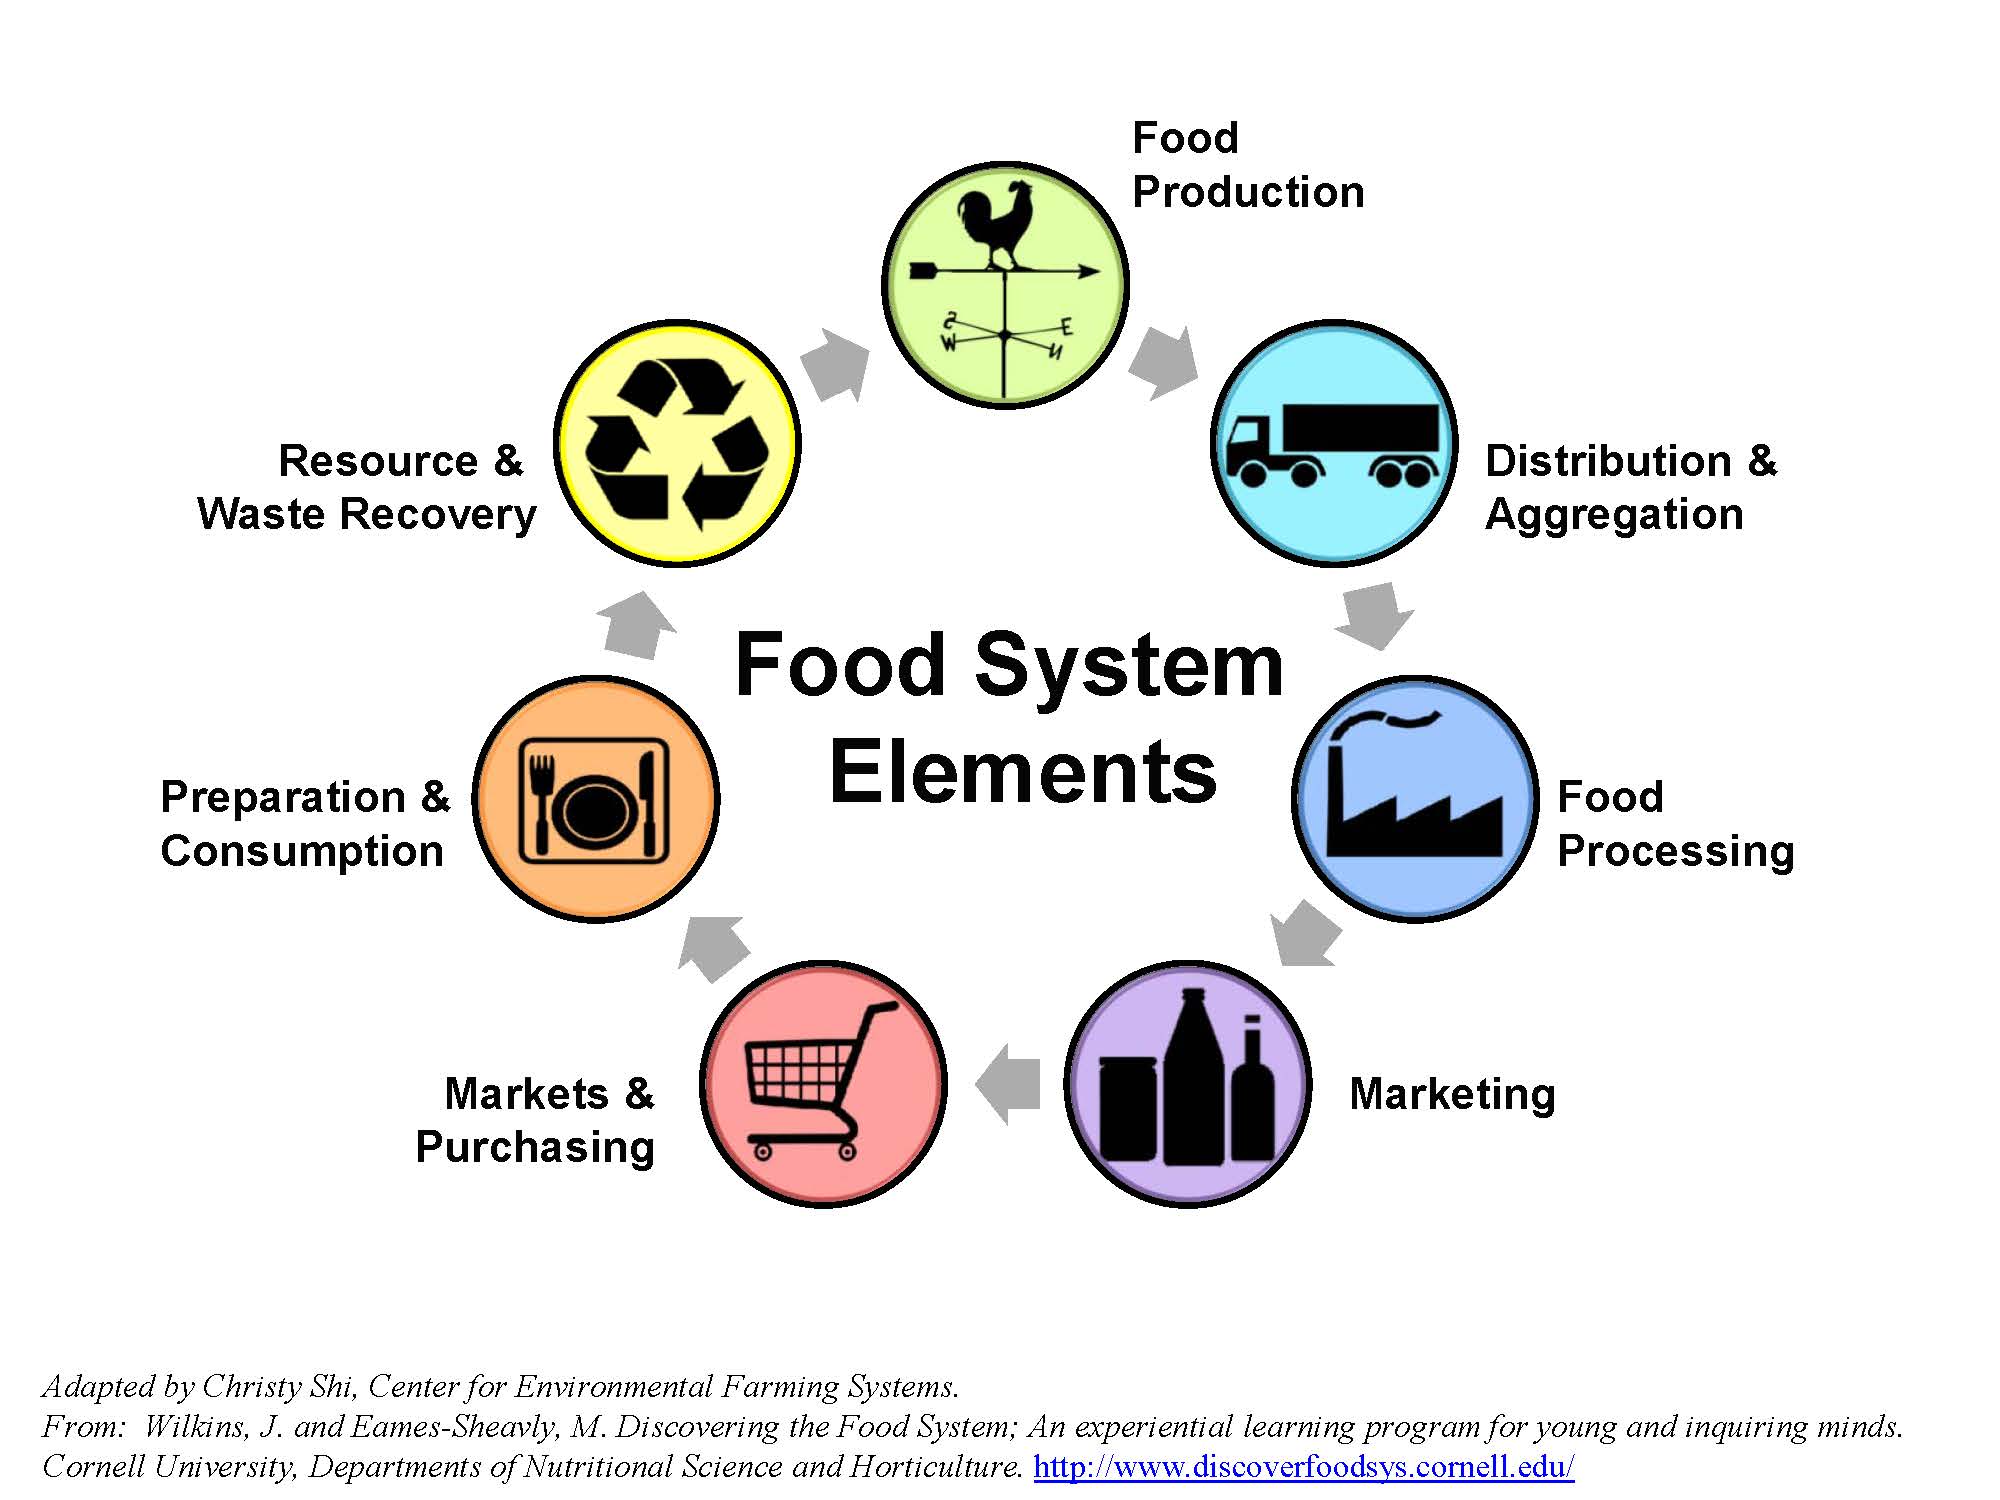 Food
Production
S
E
W
N
Resource &
Waste Recovery
Distribution &
Aggregation
Food System
Elements
Preparation &
Consumption
Food
Processing
Markets &
Purchasing
Marketing
Adapted by Christy Shi, Center for Environmental Farming Systems.
From:  Wilkins, J. and Eames-Sheavly, M. Discovering the Food System; An experiential learning program for young and inquiring minds.
Cornell University, Departments of Nutritional Science and Horticulture. http://www.discoverfoodsys.cornell.edu/